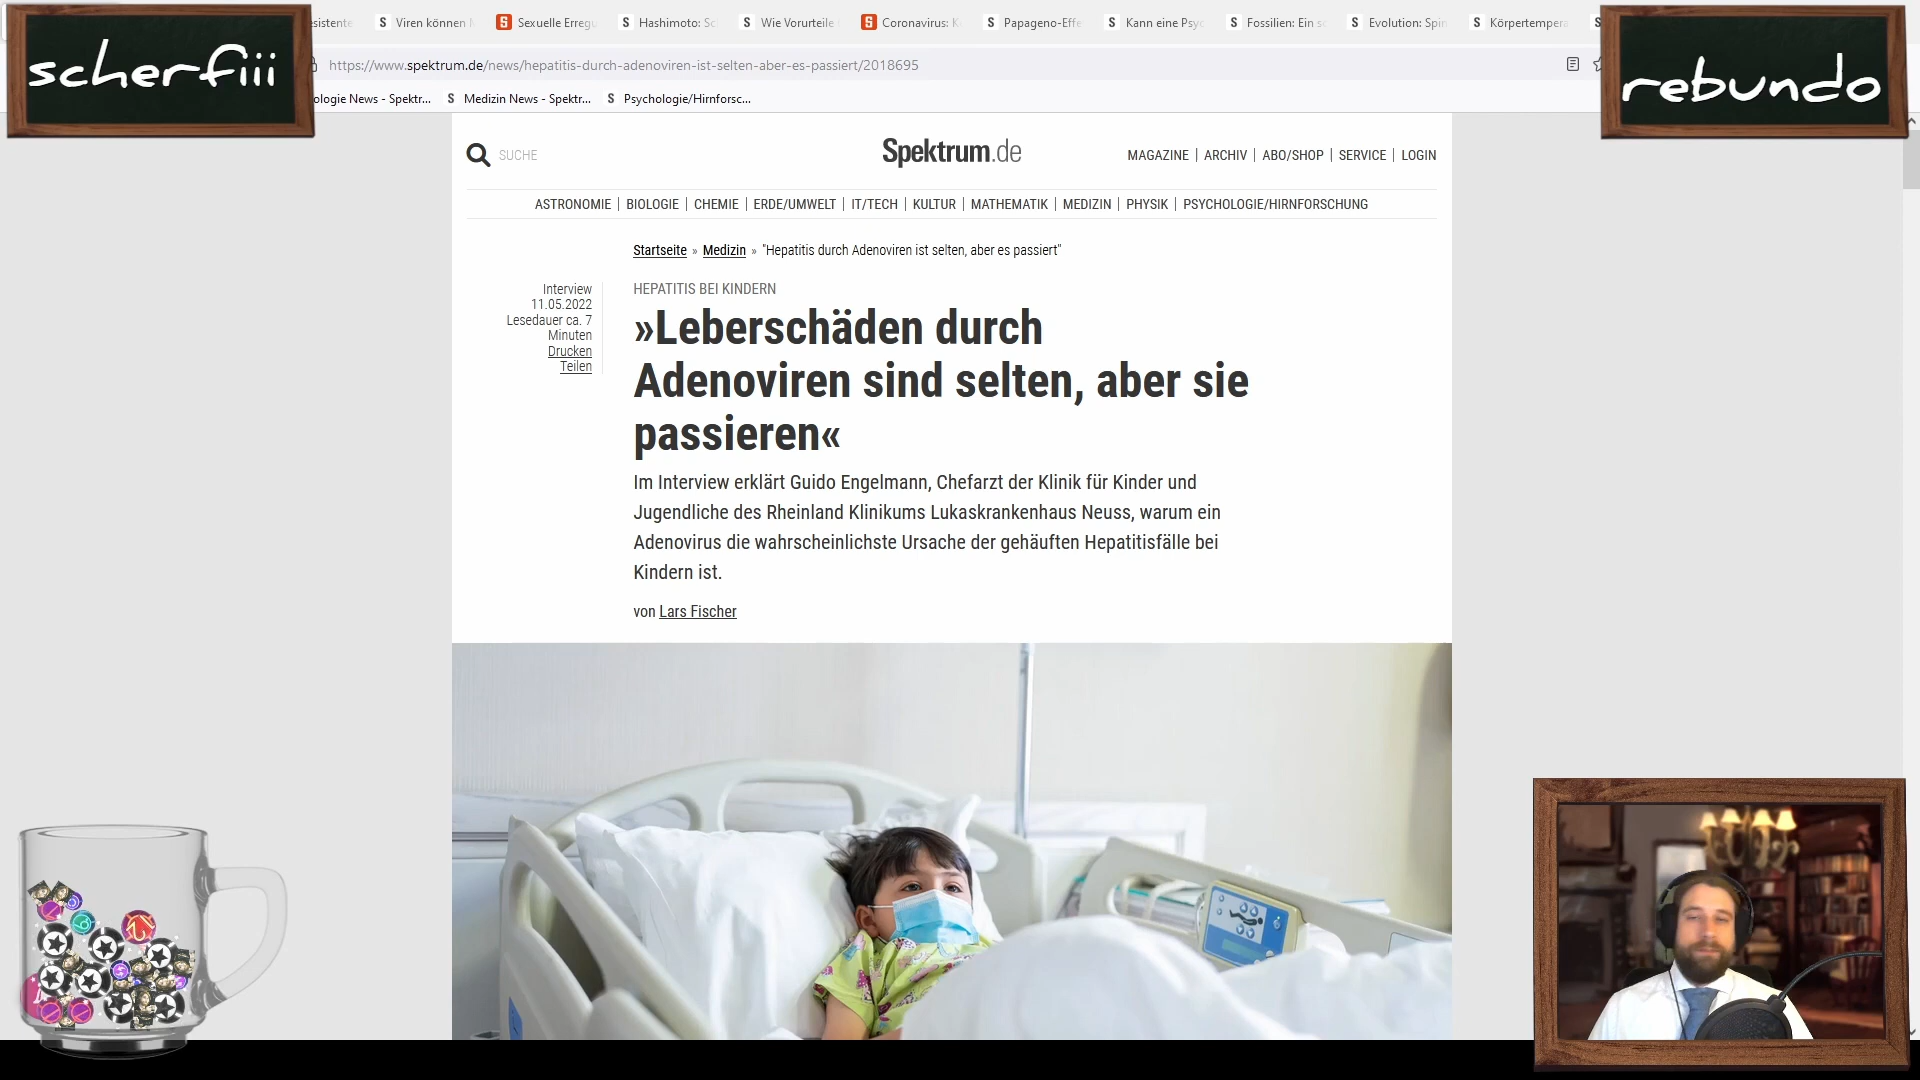 scherfiii
rebundo
Viren können
Sexuelle Erregu
Hashimoto: Sc
Wie Vorurteile
Coronavirus: K
Papageno-Effe
Kann eine Psyc
Fossilien: Ein sc
Evolution: Spin
Körpertempera
https://www.spektrum.de/news/hepatitis-durch-adenoviren-ist-selten-aber-es-passiert/2018695
ologie News - Spektr...
Medizin News - Spektr...
Psychologie/Hirnforsc...
SUCHE
Spektrum.de
MAGAZINE | ARCHIV | ABO/SHOP | SERVICE | LOGIN
ASTRONOMIE | BIOLOGIE | CHEMIE | ERDE/UMWELT | IT/TECH | KULTUR | MATHEMATIK | MEDIZIN | PHYSIK | PSYCHOLOGIE/HIRNFORSCHUNG
Startseite » Medizin » "Hepatitis durch Adenoviren ist selten, aber es passiert"
Interview
11.05.2022
Lesedauer ca. 7
Minuten
Drucken
Teilen
HEPATITIS BEI KINDERN
»Leberschäden durch
Adenoviren sind selten, aber sie
passieren«
Im Interview erklärt Guido Engelmann, Chefarzt der Klinik für Kinder und
Jugendliche des Rheinland Klinikums Lukaskrankenhaus Neuss, warum ein
Adenovirus die wahrscheinlichste Ursache der gehäuften Hepatitisfälle bei
Kindern ist.
von Lars Fischer